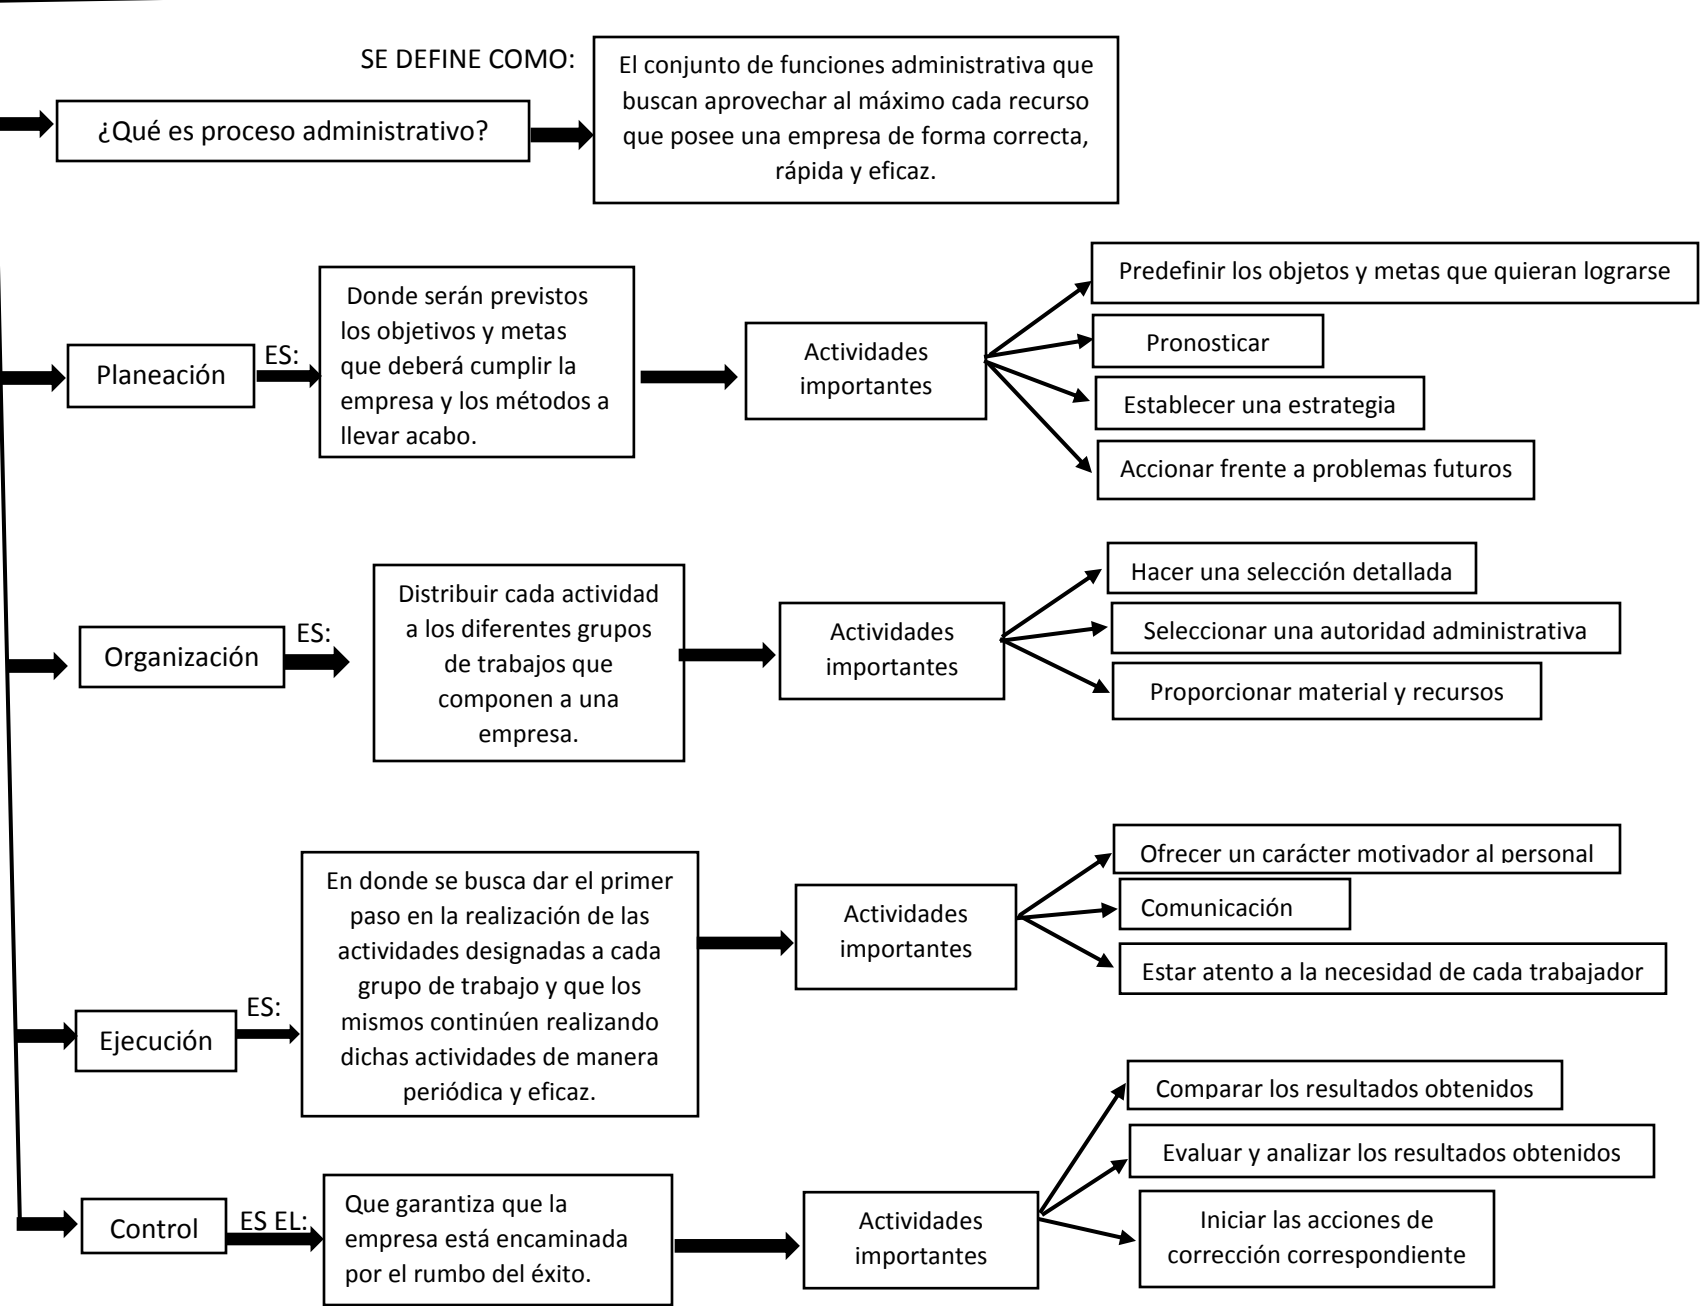 SE DEFINE COMO:
El conjunto de funciones administrativa que
buscan aprovechar al máximo cada recurso
que posee una empresa de forma correcta,
rápida y eficaz.
¿Qué es proceso administrativo?
Planeación
ES:
Donde serán previstos
los objetivos y metas
que deberá cumplir la
empresa y los métodos a
llevar acabo.
Actividades
importantes
Predefinir los objetos y metas que quieran lograrse
Pronosticar
Establecer una estrategia
Accionar frente a problemas futuros
Organización
ES:
Distribuir cada actividad
a los diferentes grupos
de trabajos que
componen a una
empresa.
Actividades
importantes
Hacer una selección detallada
Seleccionar una autoridad administrativa
Proporcionar material y recursos
Ejecución
ES:
En donde se busca dar el primer
paso en la realización de las
actividades designadas a cada
grupo de trabajo y que los
mismos continúen realizando
dichas actividades de manera
periódica y eficaz.
Actividades
importantes
Ofrecer un carácter motivador al personal
Comunicación
Estar atento a la necesidad de cada trabajador
Control
ES EL:
Que garantiza que la
empresa está encaminada
por el rumbo del éxito.
Actividades
importantes
Comparar los resultados obtenidos
Evaluar y analizar los resultados obtenidos
Iniciar las acciones de
corrección correspondiente